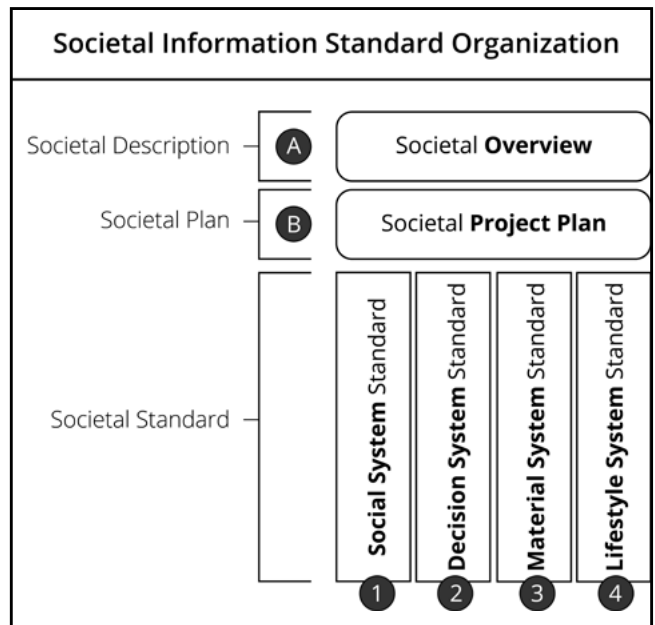 Societal Information Standard Organization
Societal Description
A
Societal Overview
Societal Plan
B
Societal Project Plan
Societal Standard
Social System Standard
Decision System Standard
Material System Standard
Lifestyle System Standard
1
2
3
4